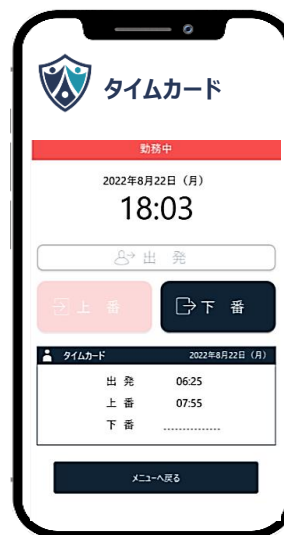 タイムカード
勤務中
2022年8月22日（月）
18:03
出 発
上 番
下 番
タイムカード 2022年8月22日（月）
出 発 06:25
上 番 07:55
下 番 ..............
メニューへ戻る